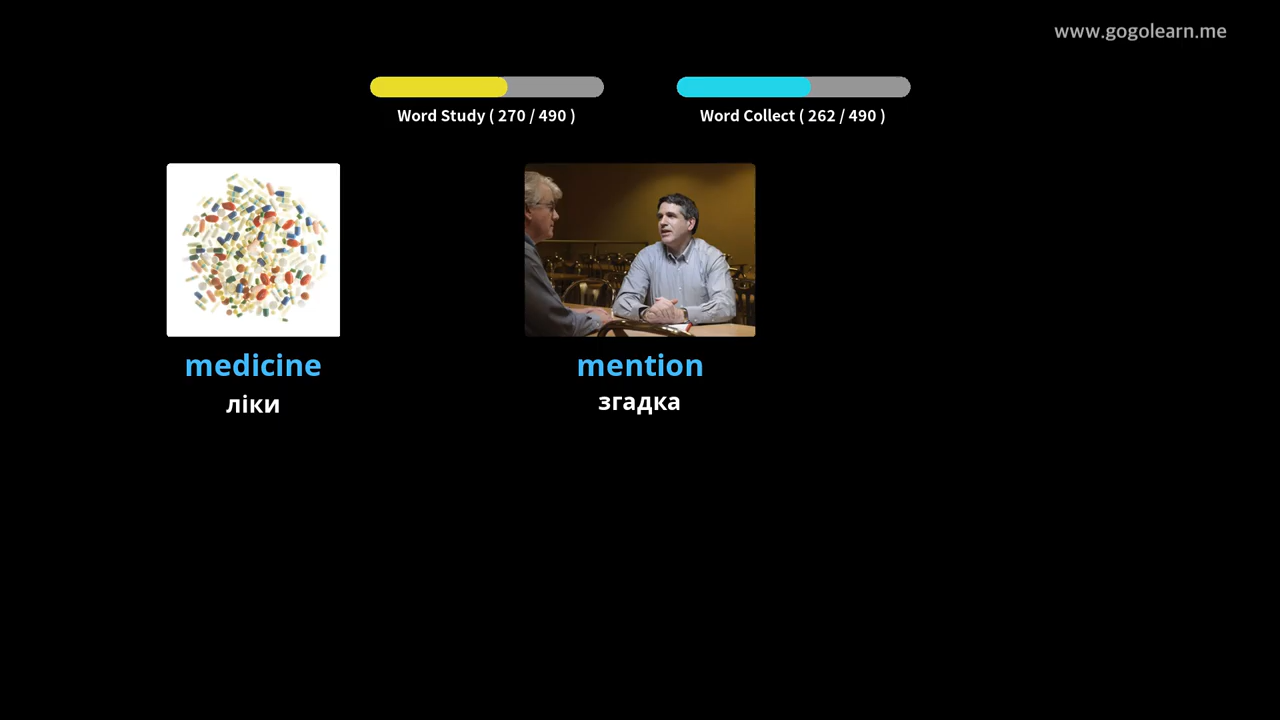 www.gogolearn.me
Word Study ( 270 / 490 )
Word Collect ( 262 / 490 )
medicine
ліки
mention
згадка